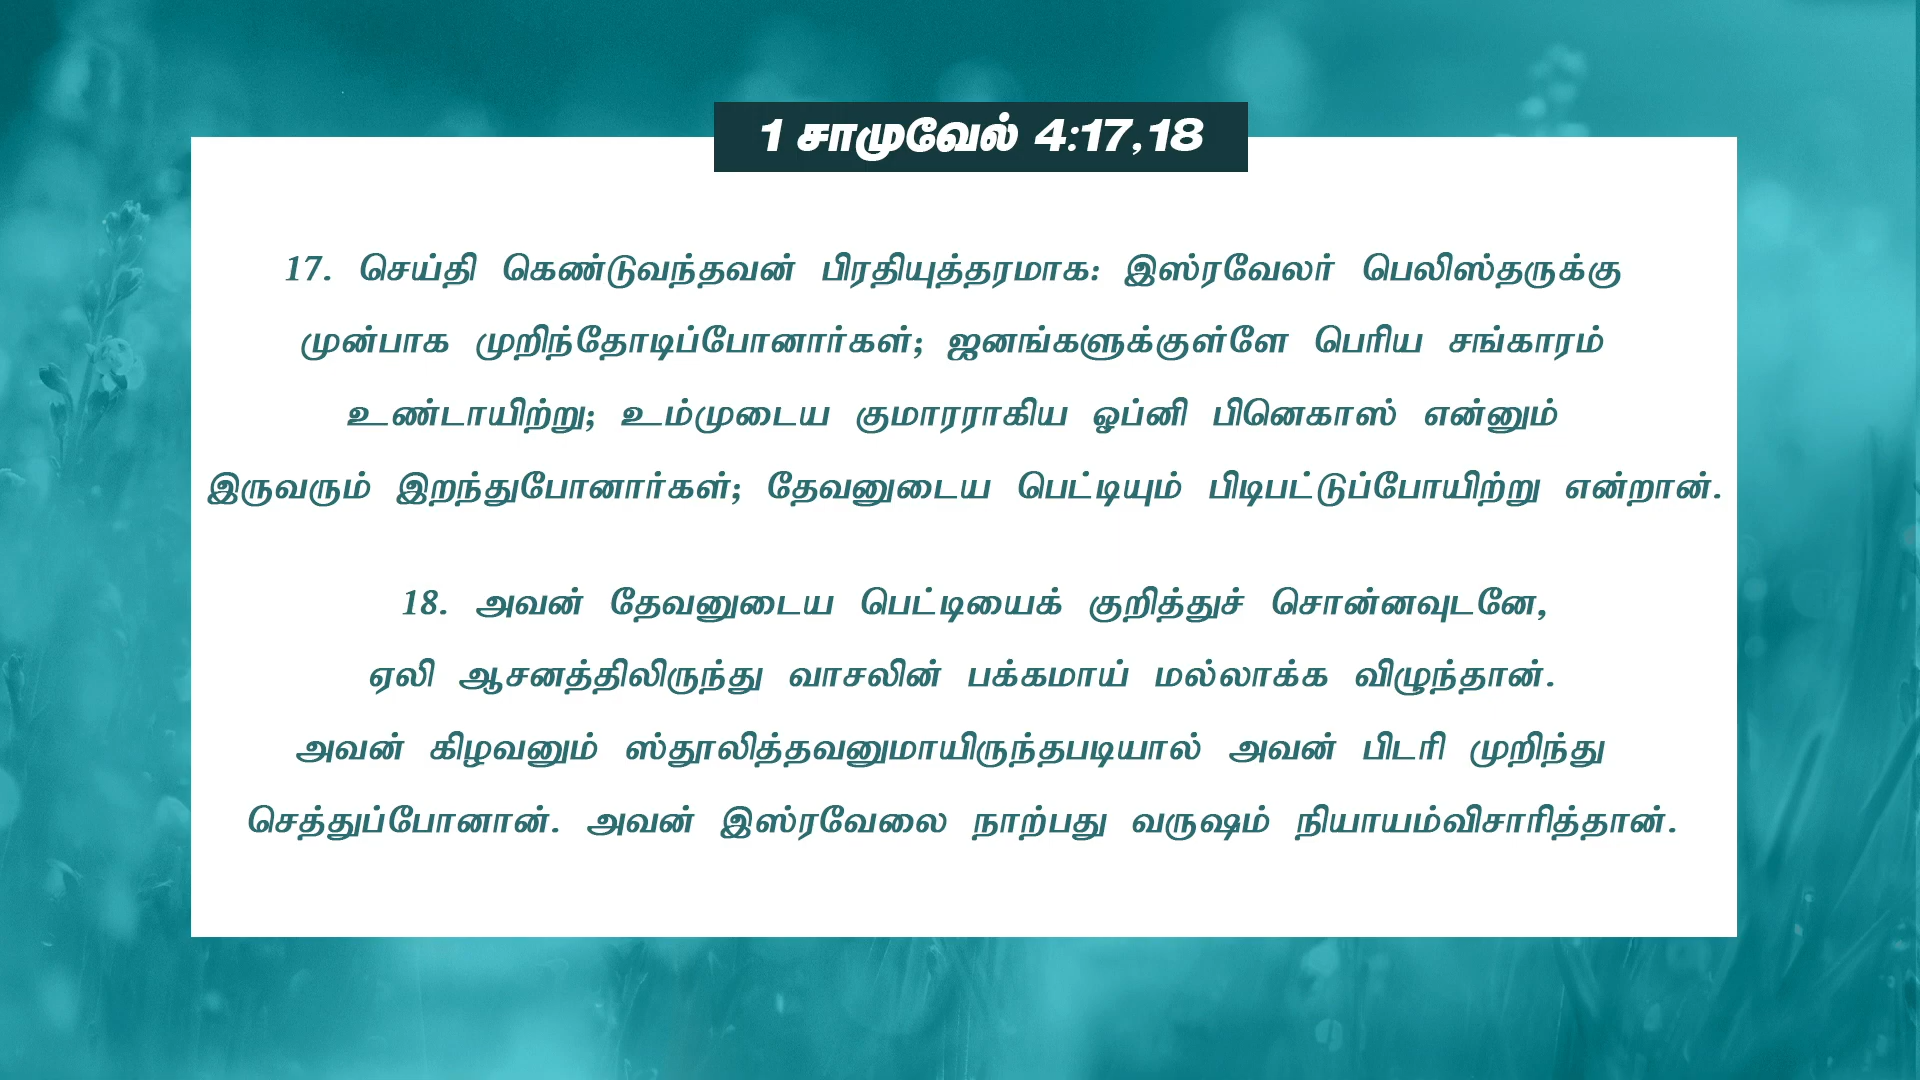 1 சாமுவேல் 4:17,18
17. செய்தி கெண்டுவந்தவன் பிரதியுத்தரமாக: இஸ்ரவேலர் பெலிஸ்தருக்கு
முன்பாக முறிந்தோடிப்போனார்கள்; ஜனங்களுக்குள்ளே பெரிய சங்காரம்
உண்டாயிற்று; உம்முடைய குமாரராகிய ஓப்னி பினெகாஸ் என்னும்
இருவரும் இறந்துபோனார்கள்; தேவனுடைய பெட்டியும் பிடிபட்டுப்போயிற்று என்றான்.
18. அவன் தேவனுடைய பெட்டியைக் குறித்துச் சொன்னவுடனே,
ஏலி ஆசனத்திலிருந்து வாசலின் பக்கமாய் மல்லாக்க விழுந்தான்.
அவன் கிழவனும் ஸ்தூலித்தவனுமாயிருந்தபடியால் அவன் பிடரி முறிந்து
செத்துப்போனான். அவன் இஸ்ரவேலை நாற்பது வருஷம் நியாயம்விசாரித்தான்.